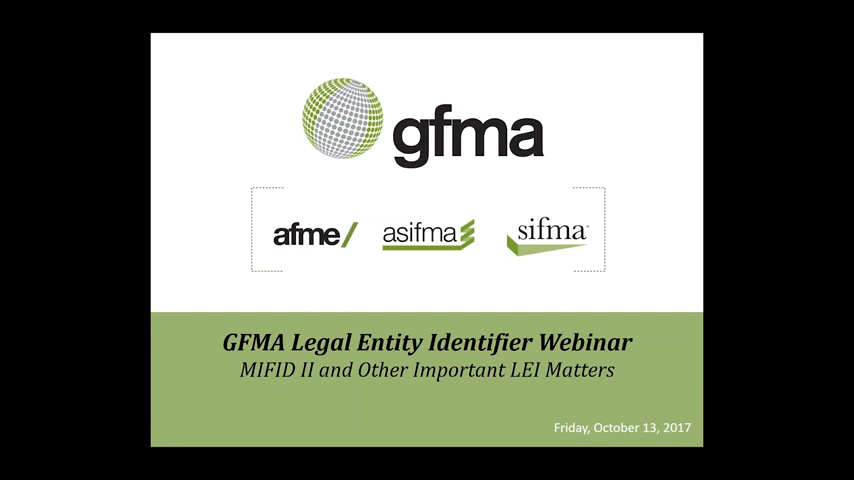 gfma
afme/
asifma
sifma®
GFMA Legal Entity Identifier Webinar
MIFID II and Other Important LEI Matters
Friday, October 13, 2017